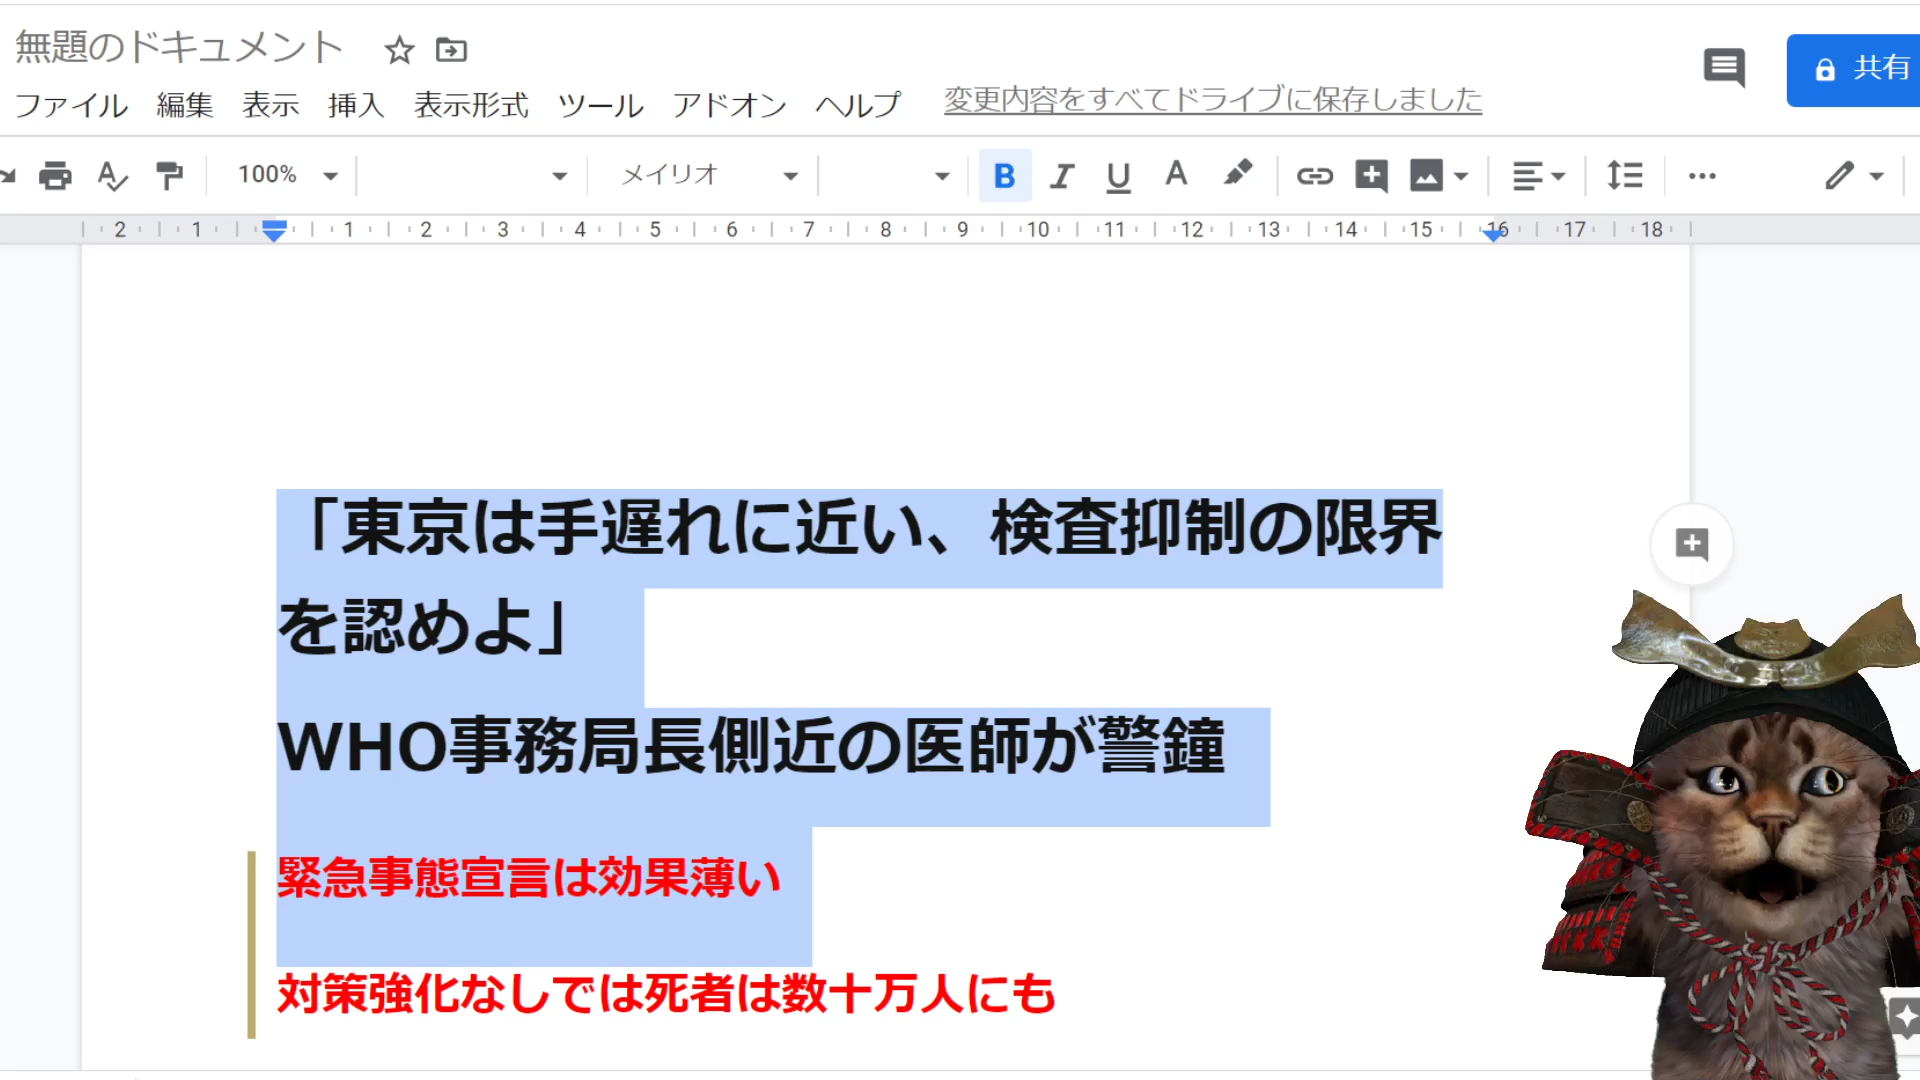 無題のドキュメント
共有
ファイル 編集 表示 挿入 表示形式 ツール アドオン ヘルプ 変更内容をすべてドライブに保存しました
100% メイリオ B I U A
2 1 1 2 3 4 5 6 7 8 9 10 11 12 13 14 15 16 17 18
「東京は手遅れに近い、検査抑制の限界
を認めよ」
WHO事務局長側近の医師が警鐘
緊急事態宣言は効果薄い
対策強化なしでは死者は数十万人にも